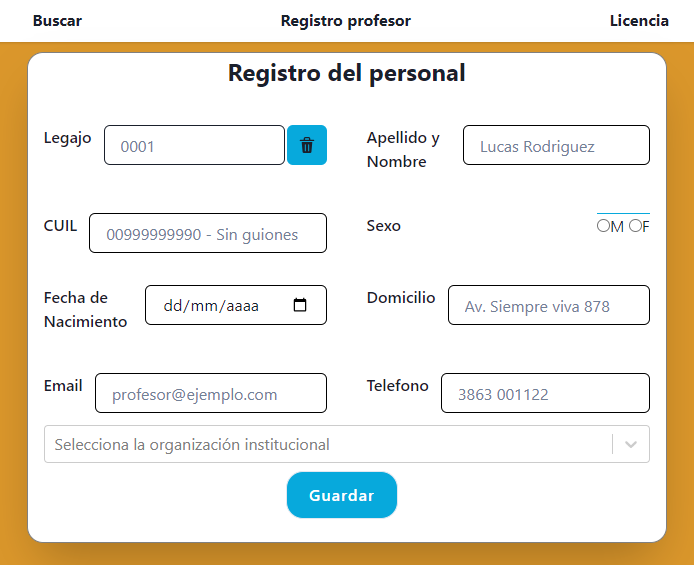 Buscar Registro profesor Licencia
Registro del personal
Legajo 0001 Apellido y
Nombre Lucas Rodriguez
CUIL 00999999990 - Sin guiones Sexo M F
Fecha de
Nacimiento dd/mm/aaaa Domicilio Av. Siempre viva 878
Email profesor@ejemplo.com Telefono 3863 001122
Selecciona la organización institucional
Guardar